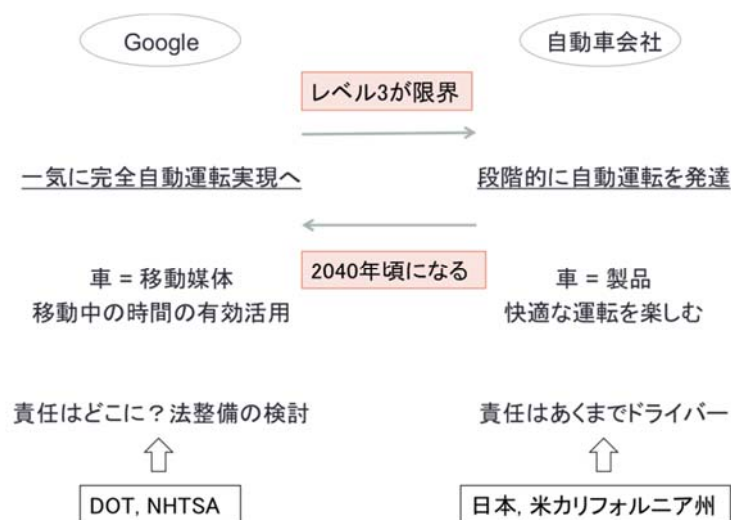 Google
自動車会社
レベル3が限界
一気に完全自動運転実現へ
段階的に自動運転を発達
2040年頃になる
車 = 移動媒体
移動中の時間の有効活用
車 = 製品
快適な運転を楽しむ
責任はどこに？法整備の検討
責任はあくまでドライバー
DOT, NHTSA
日本, 米カリフォルニア州